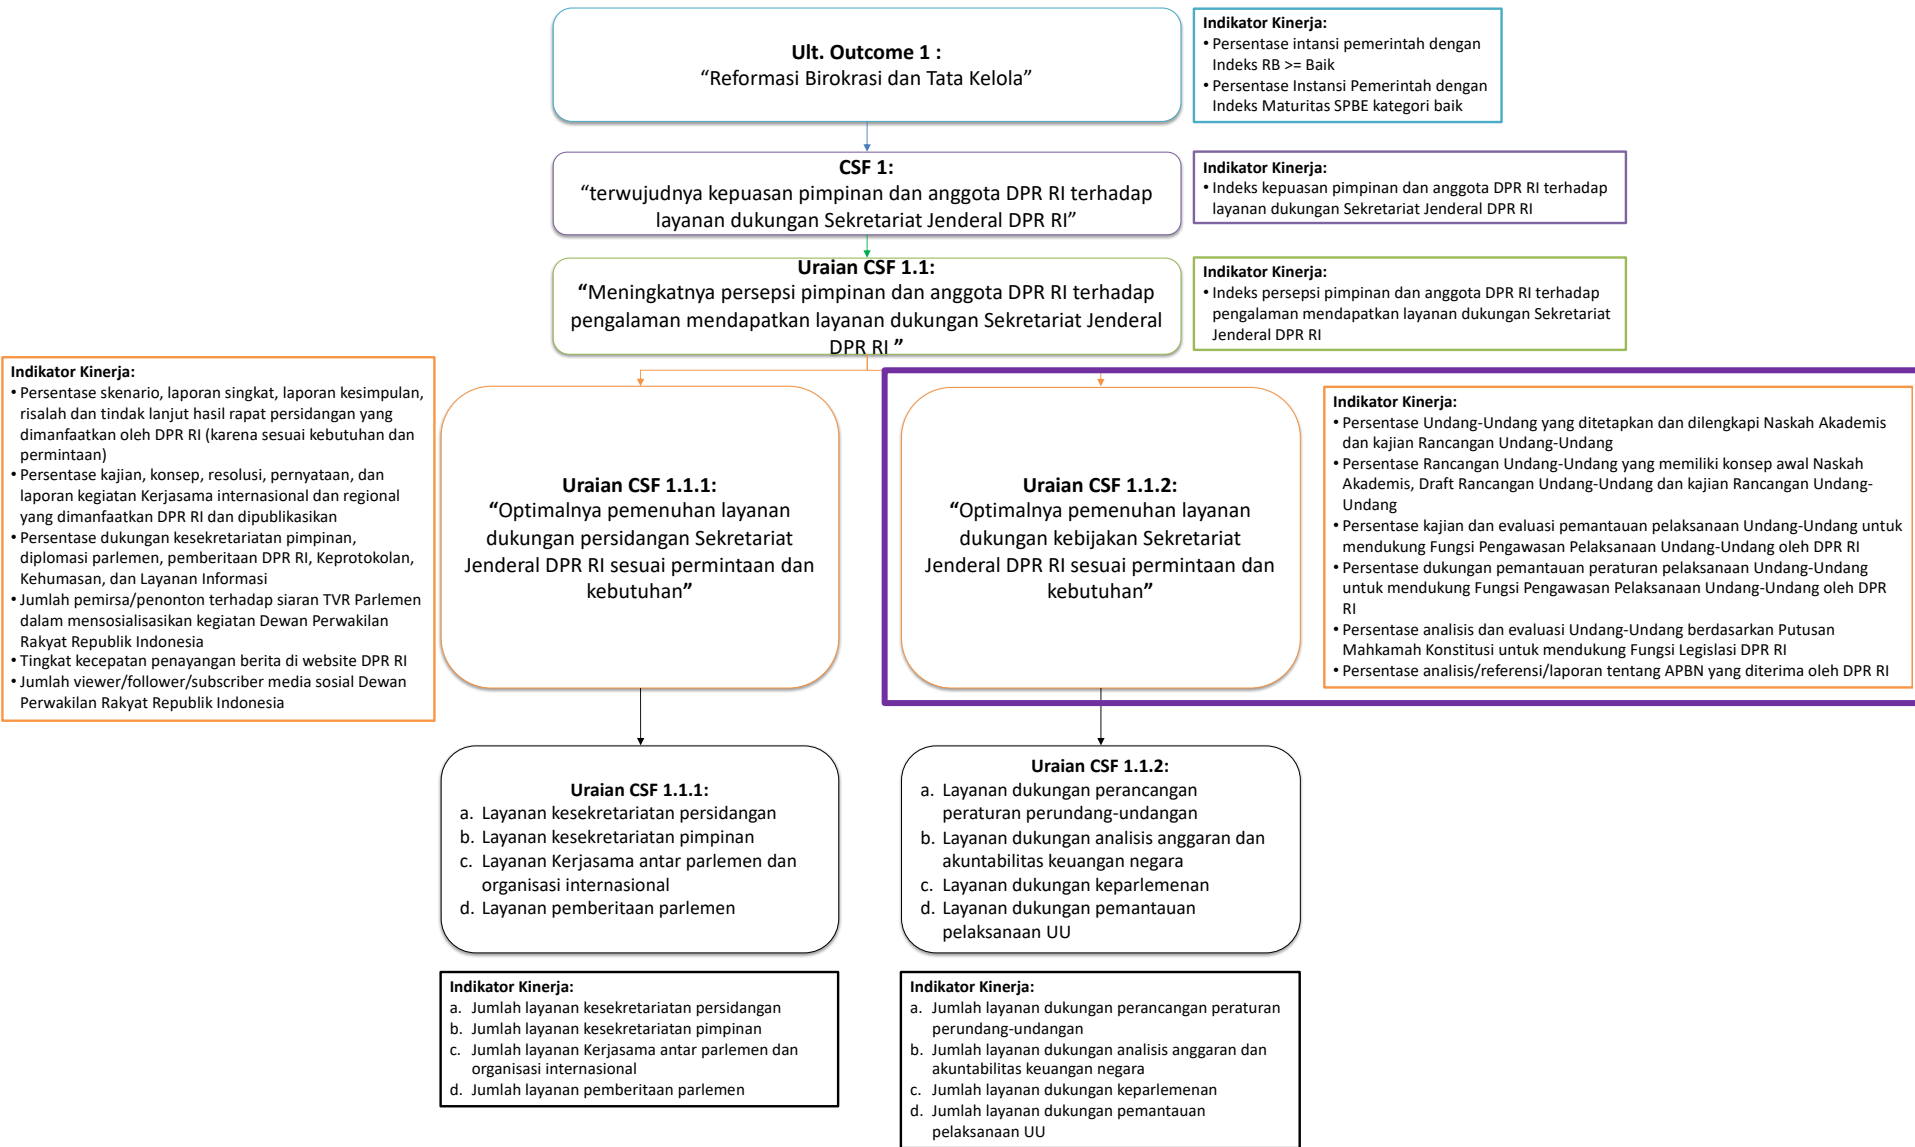 Ult. Outcome 1 :
“Reformasi Birokrasi dan Tata Kelola”
Indikator Kinerja:
• Persentase intansi pemerintah dengan
Indeks RB >= Baik
• Persentase Instansi Pemerintah dengan
Indeks Maturitas SPBE kategori baik
CSF 1:
“terwujudnya kepuasan pimpinan dan anggota DPR RI terhadap
layanan dukungan Sekretariat Jenderal DPR RI”
Indikator Kinerja:
• Indeks kepuasan pimpinan dan anggota DPR RI terhadap
layanan dukungan Sekretariat Jenderal DPR RI
Uraian CSF 1.1:
“Meningkatnya persepsi pimpinan dan anggota DPR RI terhadap
pengalaman mendapatkan layanan dukungan Sekretariat Jenderal
DPR RI ”
Indikator Kinerja:
• Indeks persepsi pimpinan dan anggota DPR RI terhadap
pengalaman mendapatkan layanan dukungan Sekretariat
Jenderal DPR RI
Indikator Kinerja:
• Persentase skenario, laporan singkat, laporan kesimpulan,
risalah dan tindak lanjut hasil rapat persidangan yang
dimanfaatkan oleh DPR RI (karena sesuai kebutuhan dan
permintaan)
• Persentase kajian, konsep, resolusi, pernyataan, dan
laporan kegiatan Kerjasama internasional dan regional
yang dimanfaatkan DPR RI dan dipublikasikan
• Persentase dukungan kesekretariatan pimpinan,
diplomasi parlemen, pemberitaan DPR RI, Keprotokolan,
Kehumasan, dan Layanan Informasi
• Jumlah pemirsa/penonton terhadap siaran TVR Parlemen
dalam mensosialisasikan kegiatan Dewan Perwakilan
Rakyat Republik Indonesia
• Tingkat kecepatan penayangan berita di website DPR RI
• Jumlah viewer/follower/subscriber media sosial Dewan
Perwakilan Rakyat Republik Indonesia
Uraian CSF 1.1.1:
“Optimalnya pemenuhan layanan
dukungan persidangan Sekretariat
Jenderal DPR RI sesuai permintaan dan
kebutuhan”
Uraian CSF 1.1.2:
“Optimalnya pemenuhan layanan
dukungan kebijakan Sekretariat
Jenderal DPR RI sesuai permintaan dan
kebutuhan”
Indikator Kinerja:
• Persentase Undang-Undang yang ditetapkan dan dilengkapi Naskah Akademis
dan kajian Rancangan Undang-Undang
• Persentase Rancangan Undang-Undang yang memiliki konsep awal Naskah
Akademis, Draft Rancangan Undang-Undang dan kajian Rancangan Undang-
Undang
• Persentase kajian dan evaluasi pemantauan pelaksanaan Undang-Undang untuk
mendukung Fungsi Pengawasan Pelaksanaan Undang-Undang oleh DPR RI
• Persentase dukungan pemantauan peraturan pelaksanaan Undang-Undang
untuk mendukung Fungsi Pengawasan Pelaksanaan Undang-Undang oleh DPR
RI
• Persentase analisis dan evaluasi Undang-Undang berdasarkan Putusan
Mahkamah Konstitusi untuk mendukung Fungsi Legislasi DPR RI
• Persentase analisis/referensi/laporan tentang APBN yang diterima oleh DPR RI
Uraian CSF 1.1.1:
a. Layanan kesekretariatan persidangan
b. Layanan kesekretariatan pimpinan
c. Layanan Kerjasama antar parlemen dan
organisasi internasional
d. Layanan pemberitaan parlemen
Uraian CSF 1.1.2:
a. Layanan dukungan perancangan
peraturan perundang-undangan
b. Layanan dukungan analisis anggaran dan
akuntabilitas keuangan negara
c. Layanan dukungan keparlemenan
d. Layanan dukungan pemantauan
pelaksanaan UU
Indikator Kinerja:
a. Jumlah layanan kesekretariatan persidangan
b. Jumlah layanan kesekretariatan pimpinan
c. Jumlah layanan Kerjasama antar parlemen dan
organisasi internasional
d. Jumlah layanan pemberitaan parlemen
Indikator Kinerja:
a. Jumlah layanan dukungan perancangan peraturan
perundang-undangan
b. Jumlah layanan dukungan analisis anggaran dan
akuntabilitas keuangan negara
c. Jumlah layanan dukungan keparlemenan
d. Jumlah layanan dukungan pemantauan
pelaksanaan UU